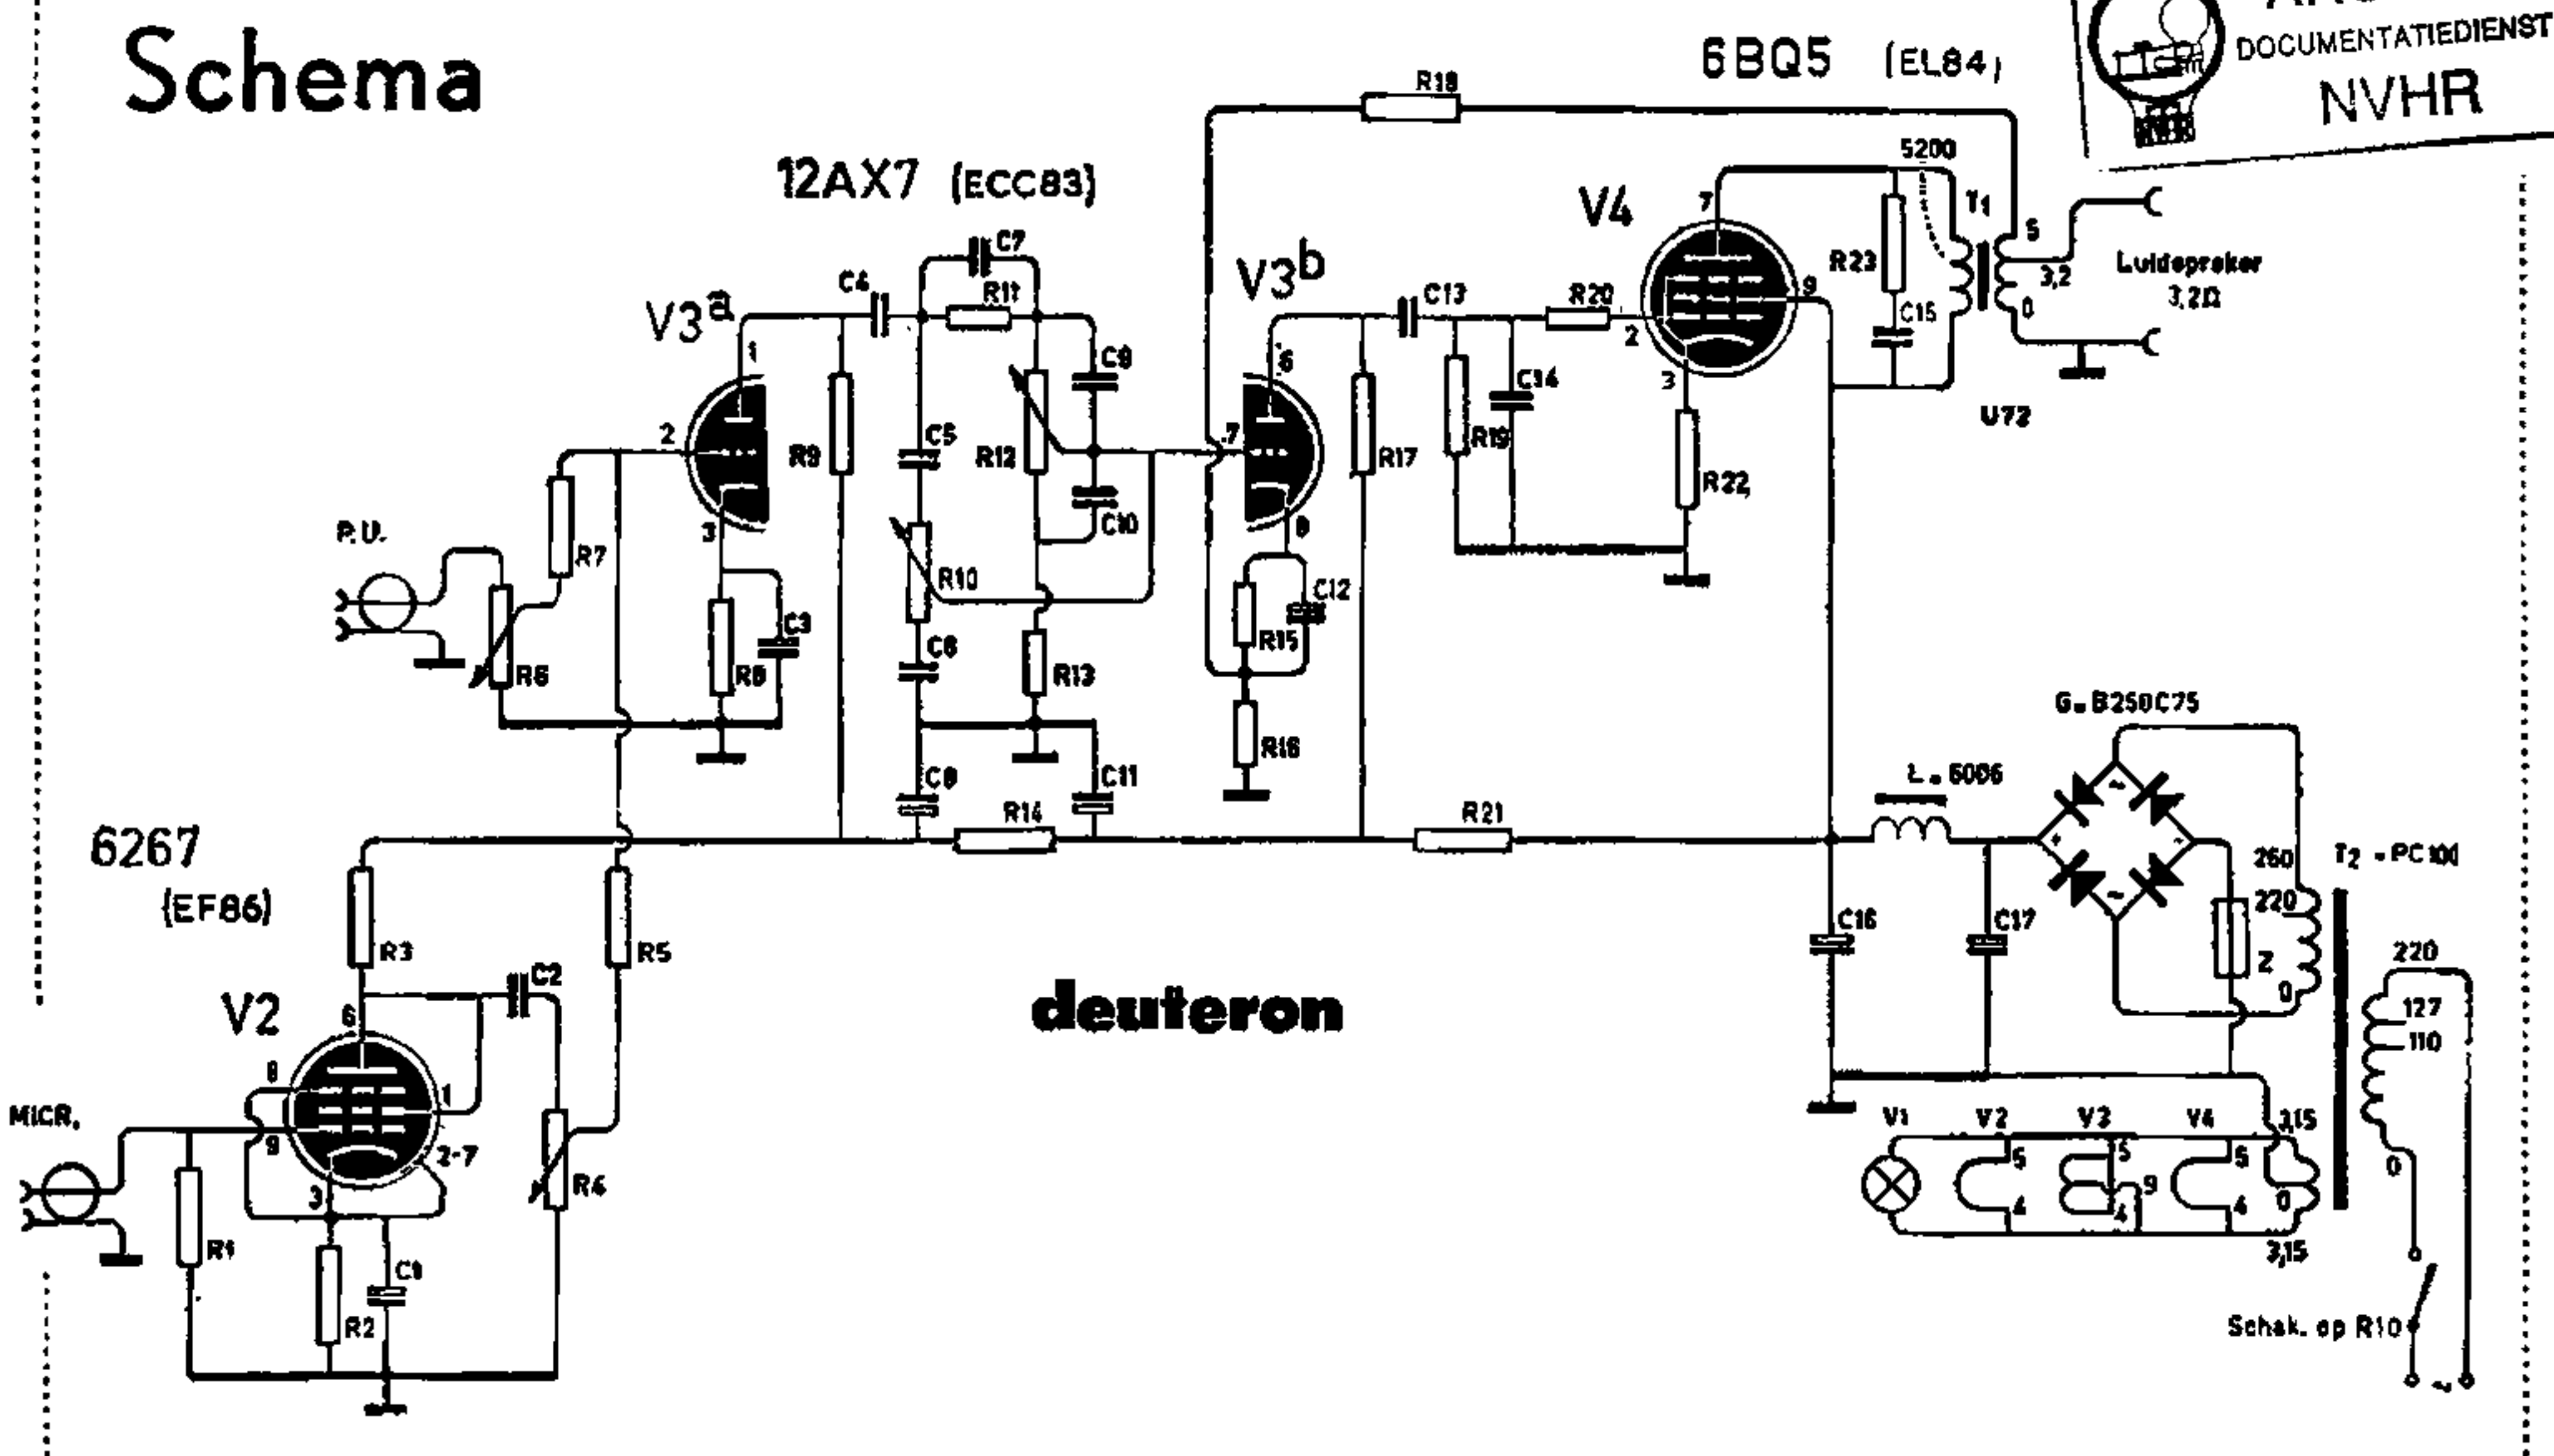 Schema
6BQ5 (EL84)
DOCUMENTATIEDIENST
NVHR
R18
12AX7 (ECC83)
5200
V4
7
T1
C7
5
V3b
R23
9
3,2
Luidspreker
3,2Ω
C4
R11
V3a
C13
R20
C15
0
2
1
6
C9
C14
3
U72
2
C5
R12
7
R9
R17
R19
R22
P.U.
3
C10
8
R7
R10
C12
C3
R15
C6
R6
R8
R13
G=B250C75
R16
C11
L=6006
R14
R21
6267
260
T2 - PC100
(EF86)
220
C16
C17
R3
R5
Z
C2
220
V2
6
0
127
deuteron
110
8
1
MICR.
V1
V2
V3
V4
3,15
9
2-7
5
5
5
0
3
R4
9
4
4
4
0
R1
3,15
C1
R2
Schak. op R10
~